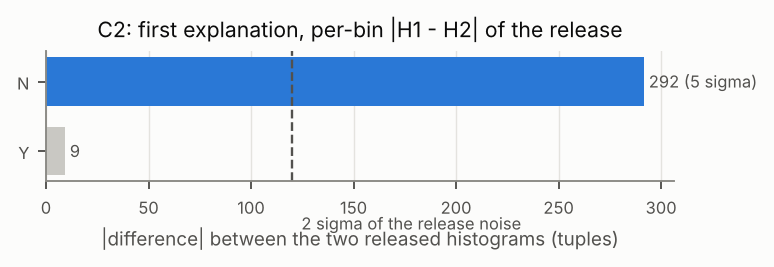 C2: first explanation, per-bin |H1 - H2| of the release
N
292 (5 sigma)
Y
9
0 50 100 150 200 250 300
2 sigma of the release noise
|difference| between the two released histograms (tuples)